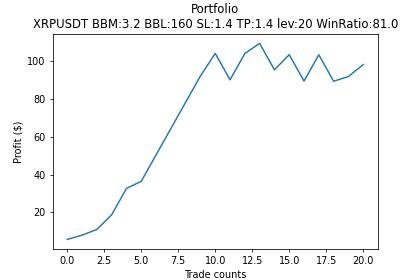 Portfolio
XRPUSDT BBM:3.2 BBL:160 SL:1.4 TP:1.4 lev:20 WinRatio:81.0
Profit ($)
100
80
60
40
20
0.0 2.5 5.0 7.5 10.0 12.5 15.0 17.5 20.0
Trade counts